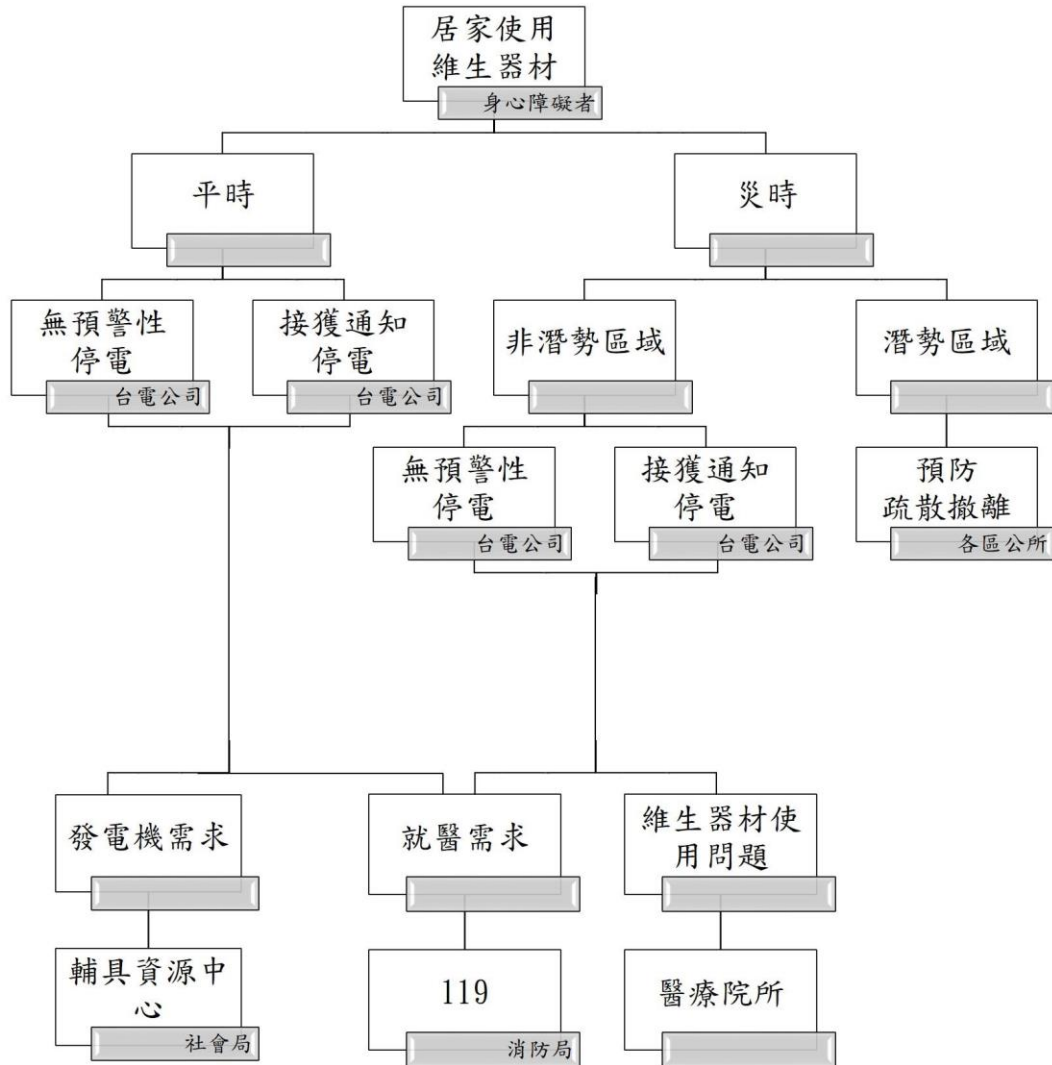 居家使用
維生器材
身心障礙者
平時
災時
無預警性
停電
台電公司
接獲通知
停電
台電公司
非潛勢區域
潛勢區域
無預警性
停電
台電公司
接獲通知
停電
台電公司
預防
疏散撤離
各區公所
發電機需求
就醫需求
維生器材使
用問題
輔具資源中
心
社會局
119
消防局
醫療院所